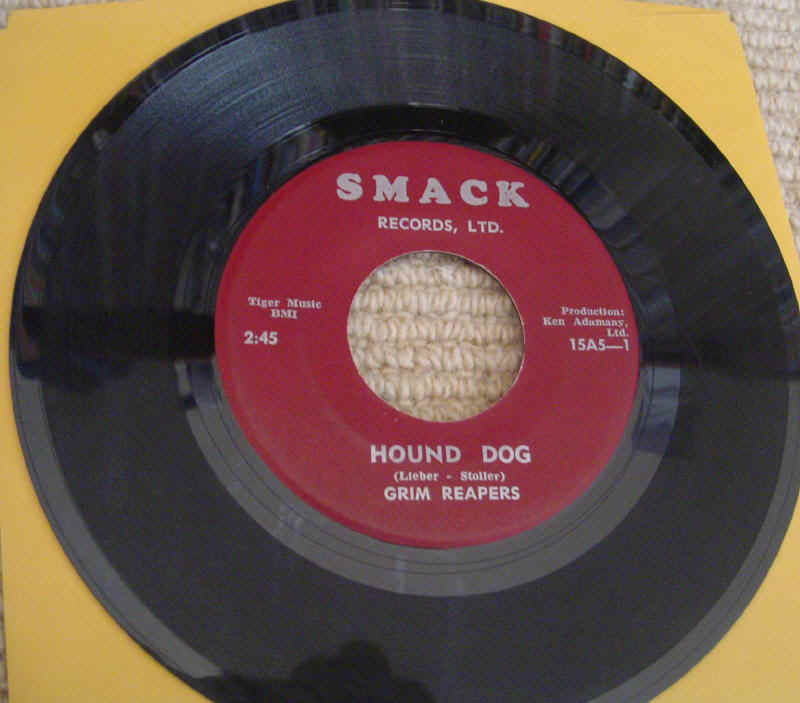 SMACK
RECORDS, LTD.
Tiger Music
BMI
2:45
Production:
Ken Adamany,
Ltd.
15A5—1
HOUND DOG
(Lieber - Stoller)
GRIM REAPERS